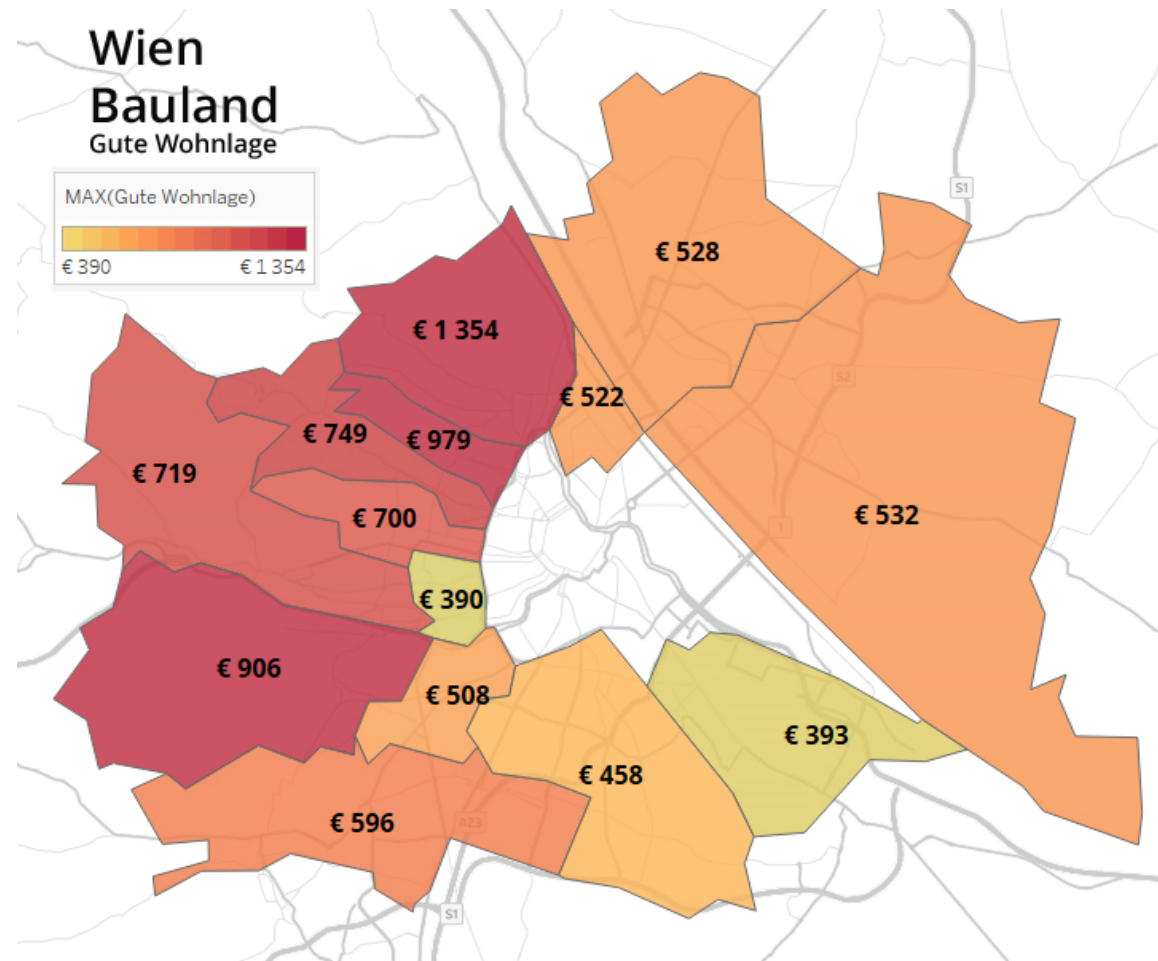 Wien
Bauland
Gute Wohnlage
MAX(Gute Wohnlage)
€ 390 € 1 354
€ 528
S1
€ 1 354
S2
€ 522
€ 749
€ 979
€ 719
€ 700
€ 532
1
€ 390
€ 906
€ 508
€ 393
€ 458
€ 596
A23
S1